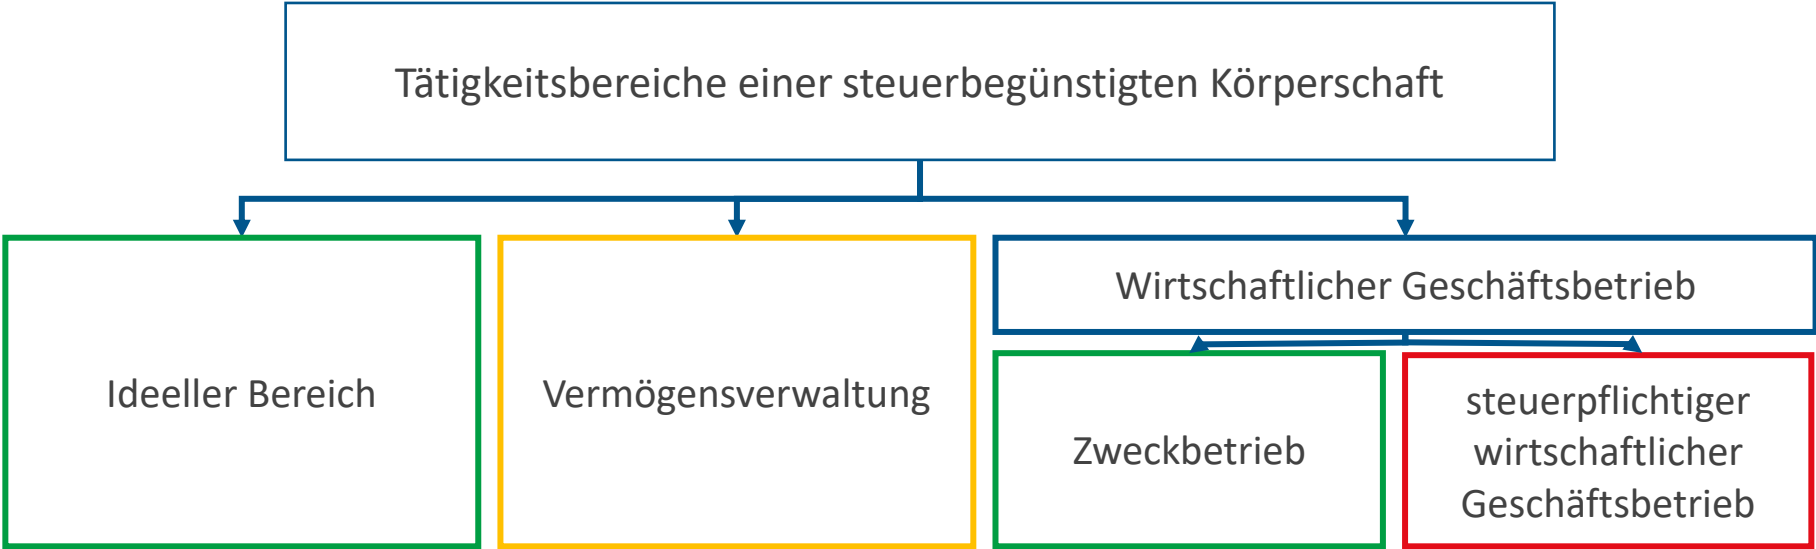 Tätigkeitsbereiche einer steuerbegünstigten Körperschaft
Ideeller Bereich
Vermögensverwaltung
Wirtschaftlicher Geschäftsbetrieb
Zweckbetrieb
steuerpflichtiger
wirtschaftlicher
Geschäftsbetrieb